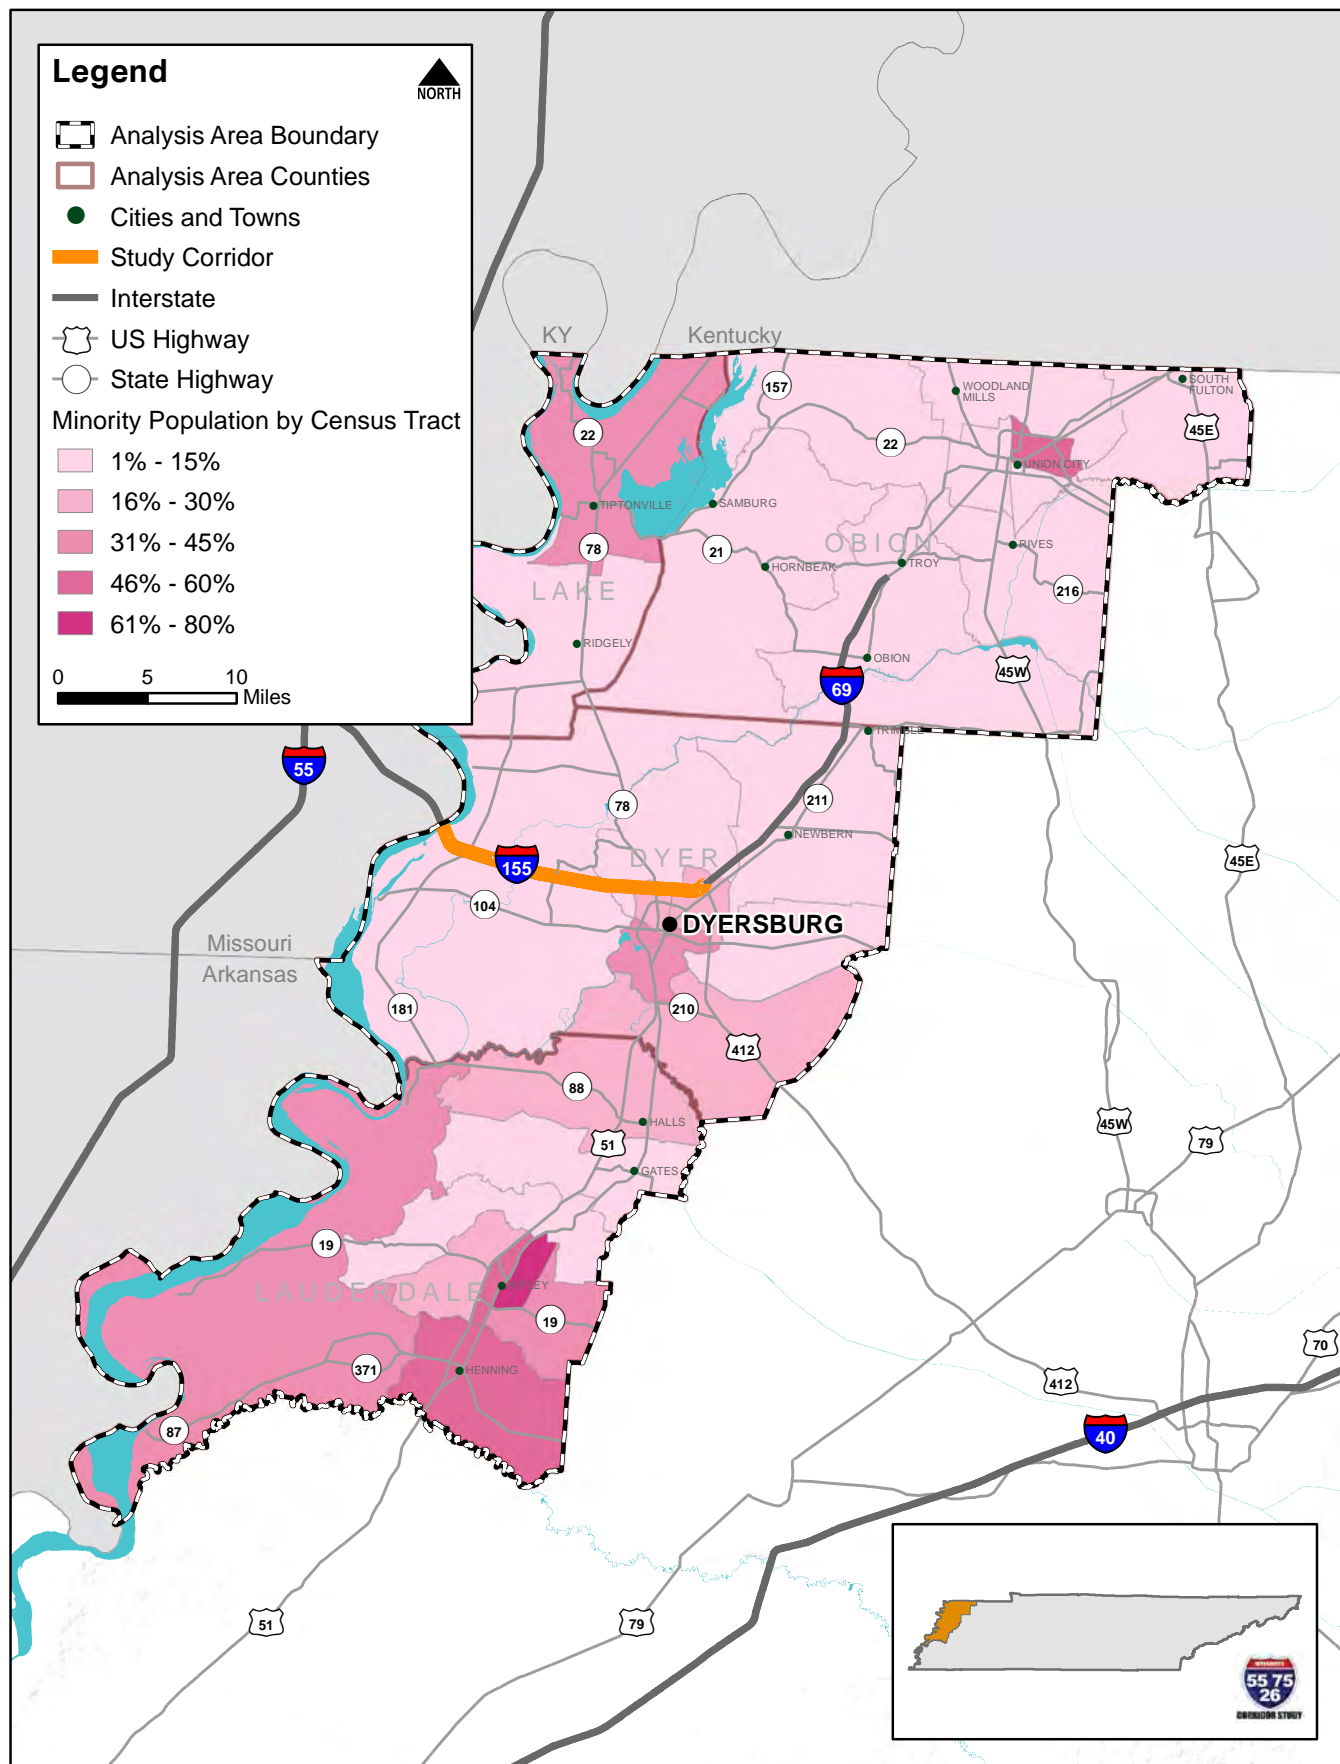 Legend
NORTH
Analysis Area Boundary
Analysis Area Counties
Cities and Towns
Study Corridor
Interstate
US Highway
State Highway
Minority Population by Census Tract
1% - 15%
16% - 30%
31% - 45%
46% - 60%
61% - 80%
0 5 10
Miles
KY Kentucky
157
WOODLAND
MILLS
SOUTH
FULTON
22
22
45E
UNION CITY
TIPTONVILLE
SAMBURG
78
21
OBION
RIVES
HORNBEAK
TROY
LAKE
216
RIDGELY
OBION
45W
69
TRIMBLE
55
78
211
NEWBERN
DYER
155
45E
104
DYERSBURG
Missouri
Arkansas
181
210
412
88
HALLS
45W
79
51
GATES
19
LAUDERDALE
19
70
371
HENNING
412
87
40
51
79
INTERSTATE
55 75
26
CORRIDOR STUDY